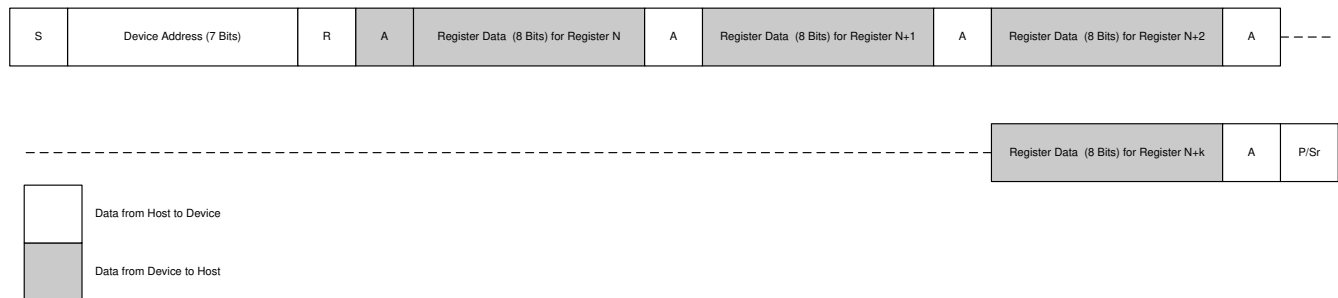 S Device Address (7 Bits) R A Register Data (8 Bits) for Register N A Register Data (8 Bits) for Register N+1 A Register Data (8 Bits) for Register N+2 A
Register Data (8 Bits) for Register N+k A P/Sr
Data from Host to Device
Data from Device to Host